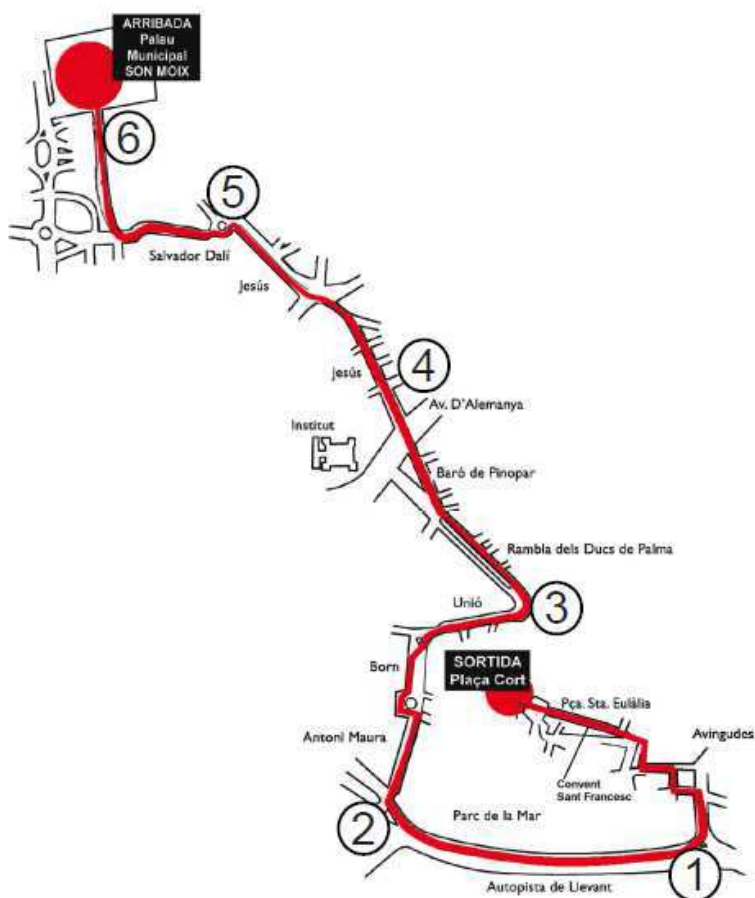 ARRIBADA
Palau
Municipal
SON MOIX
6
5
Salvador Dalí
Jesús
4
Jesús
Av. D'Alemanya
Institut
Baró de Pinopar
Rambla dels Ducs de Palma
Unió
3
SORTIDA
Plaça Cort
Born
Pça. Sta. Eulàlia
Antoni Maura
Avingudes
Convent
Sant Francesc
Parc de la Mar
2
1
Autopista de Llevant